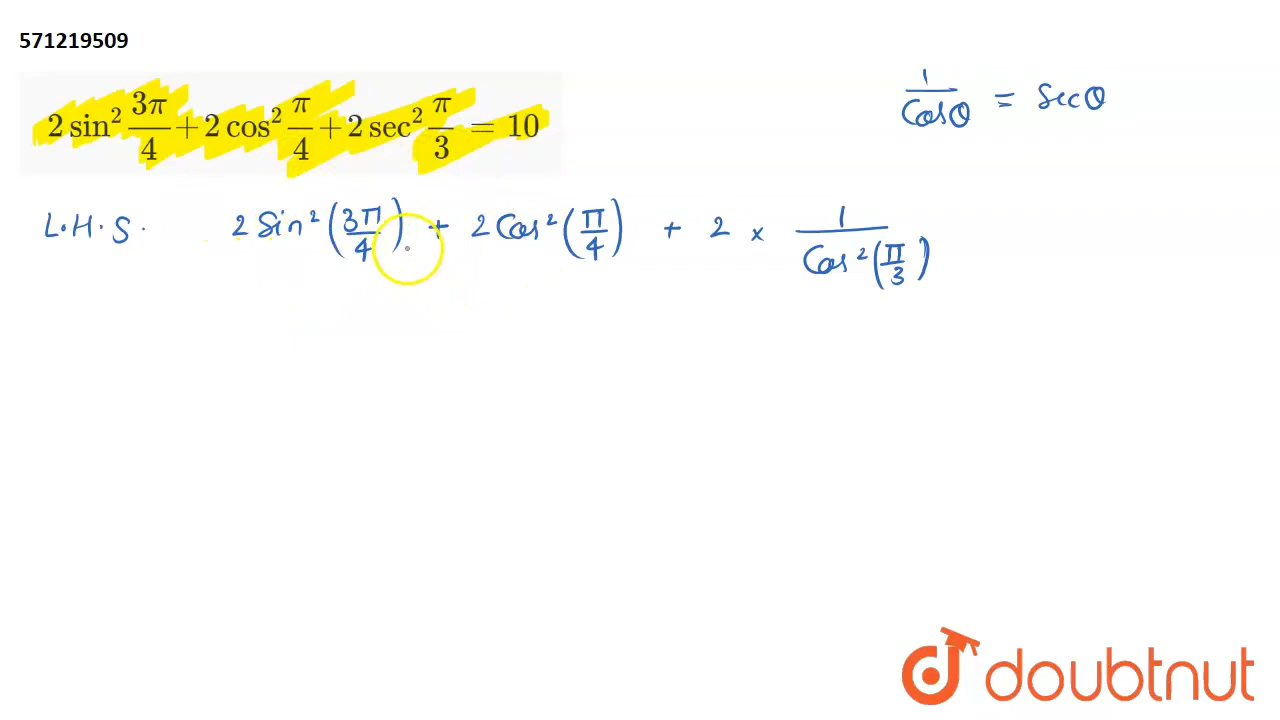 571219509
2 sin² 3π/4 + 2 cos² π/4 + 2 sec² π/3 = 10
1/Cosθ = Secθ
L.H.S. 2 Sin² (3π/4) + 2 Cos² (π/4) + 2 × 1/Cos² (π/3)
doubtnut